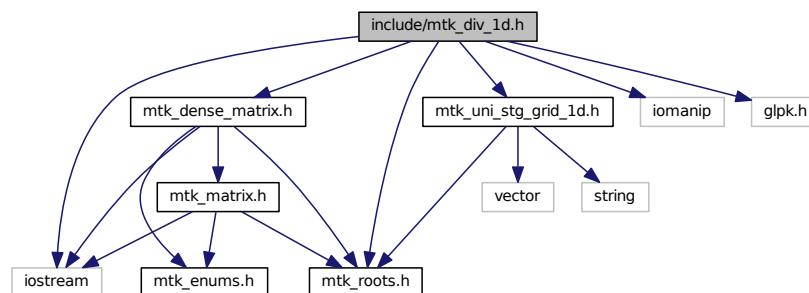 include/mtk_div_1d.h
mtk_dense_matrix.h
mtk_uni_stg_grid_1d.h
iomanip
glpk.h
mtk_matrix.h
vector
string
iostream
mtk_enums.h
mtk_roots.h